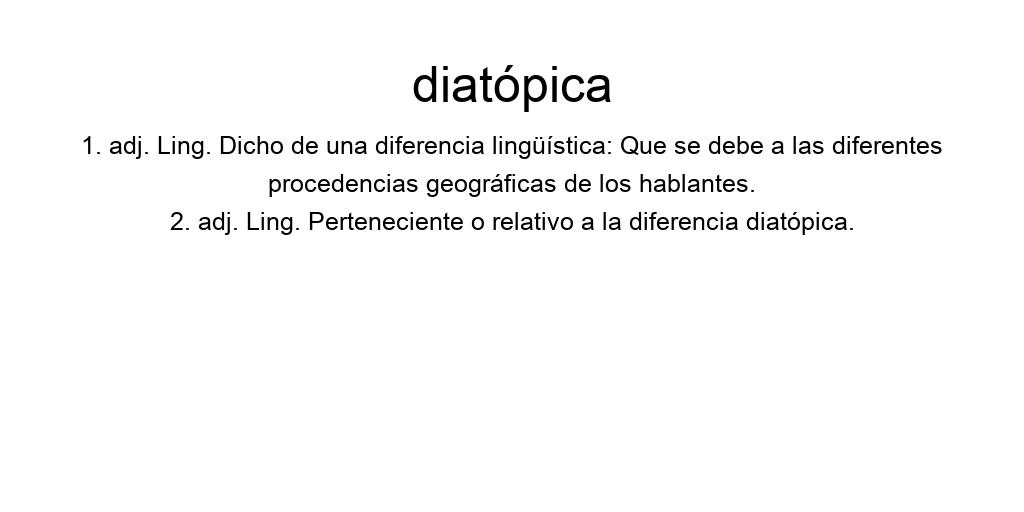 diatópica
1. adj. Ling. Dicho de una diferencia lingüística: Que se debe a las diferentes
procedencias geográficas de los hablantes.
2. adj. Ling. Perteneciente o relativo a la diferencia diatópica.